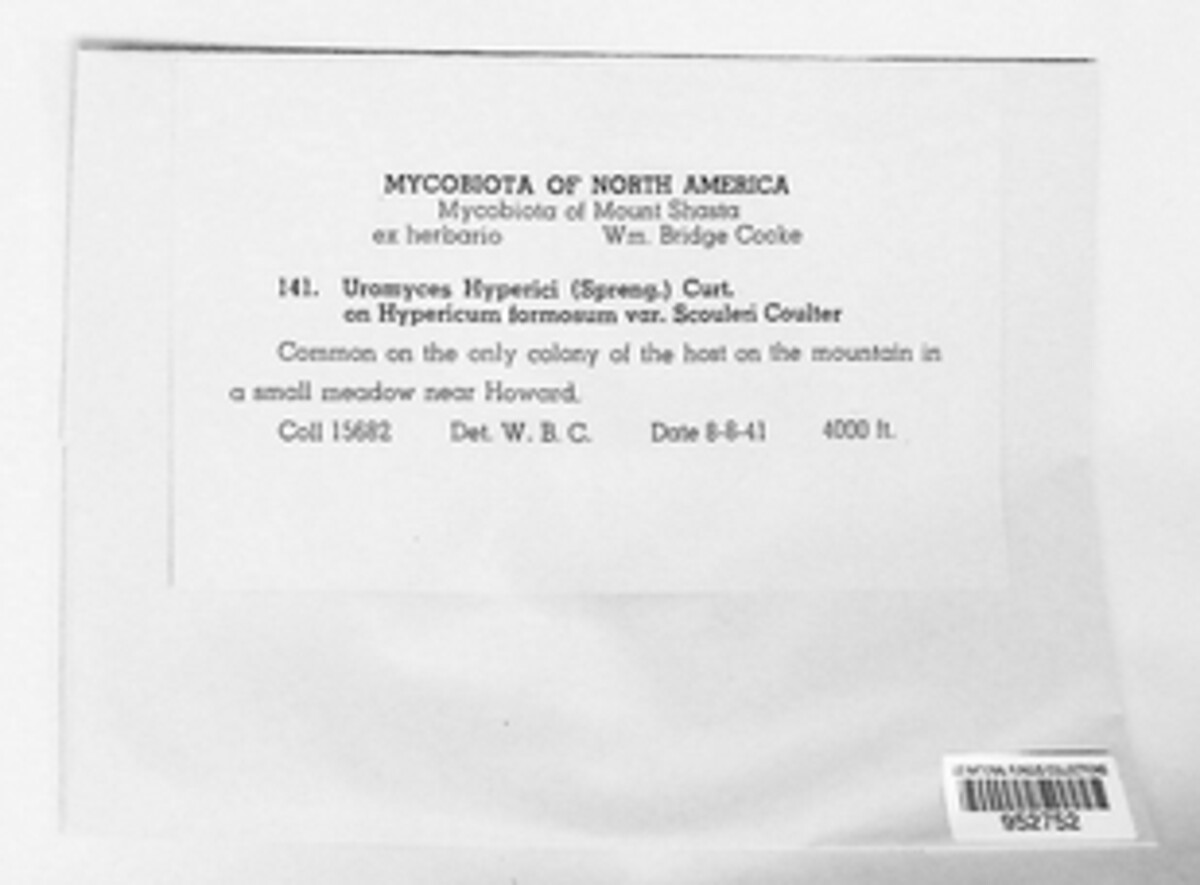 MYCOBIOTA OF NORTH AMERICA
Mycobiota of Mount Shasta
ex herbario Wm. Bridge Cooke
141. Uromyces Hyperici (Spreng.) Curt.
on Hypericum formosum var. Scouleri Coulter
Common on the only colony of the host on the mountain in
a small meadow near Howard.
Coll 15682 Det. W. B. C. Date 8-8-41 4000 ft.
FUNGUS COLLECTIONS
952752